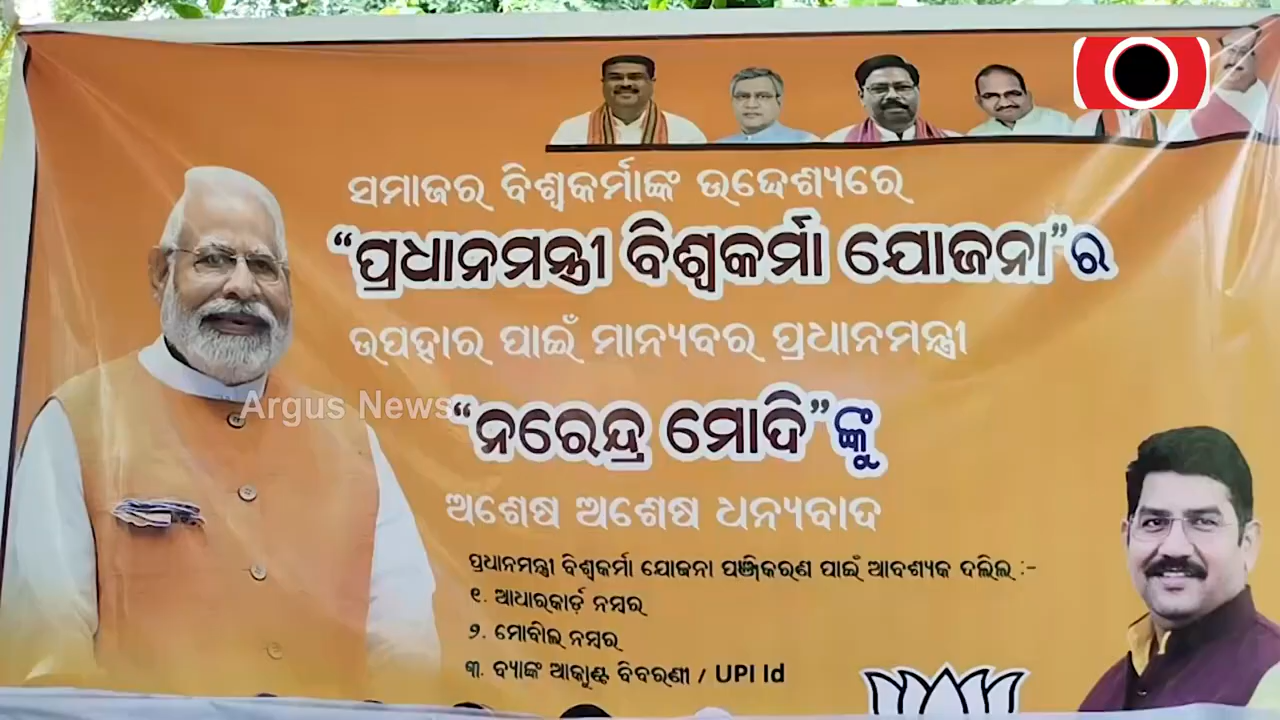 ସମାଜର ବିଶ୍ୱକର୍ମାଙ୍କ ଉଦ୍ଦେଶ୍ୟରେ
“ପ୍ରଧାନମନ୍ତ୍ରୀ ବିଶ୍ୱକର୍ମା ଯୋଜନା”ର
ଉପହାର ପାଇଁ ମାନ୍ୟବର ପ୍ରଧାନମନ୍ତ୍ରୀ
Argus News
“ନରେନ୍ଦ୍ର ମୋଦି”ଙ୍କୁ
ଅଶେଷ ଅଶେଷ ଧନ୍ୟବାଦ
ପ୍ରଧାନମନ୍ତ୍ରୀ ବିଶ୍ୱକର୍ମା ଯୋଜନା ପଞ୍ଜିକରଣ ପାଇଁ ଆବଶ୍ୟକ ଦଲିଲ :-
୧. ଆଧାରକାର୍ଡ଼ ନମ୍ବର
୨. ମୋବାଇଲ୍ ନମ୍ବର
୩. ବ୍ୟାଙ୍କ ଆକାଉଣ୍ଟ ବିବରଣୀ / UPI Id